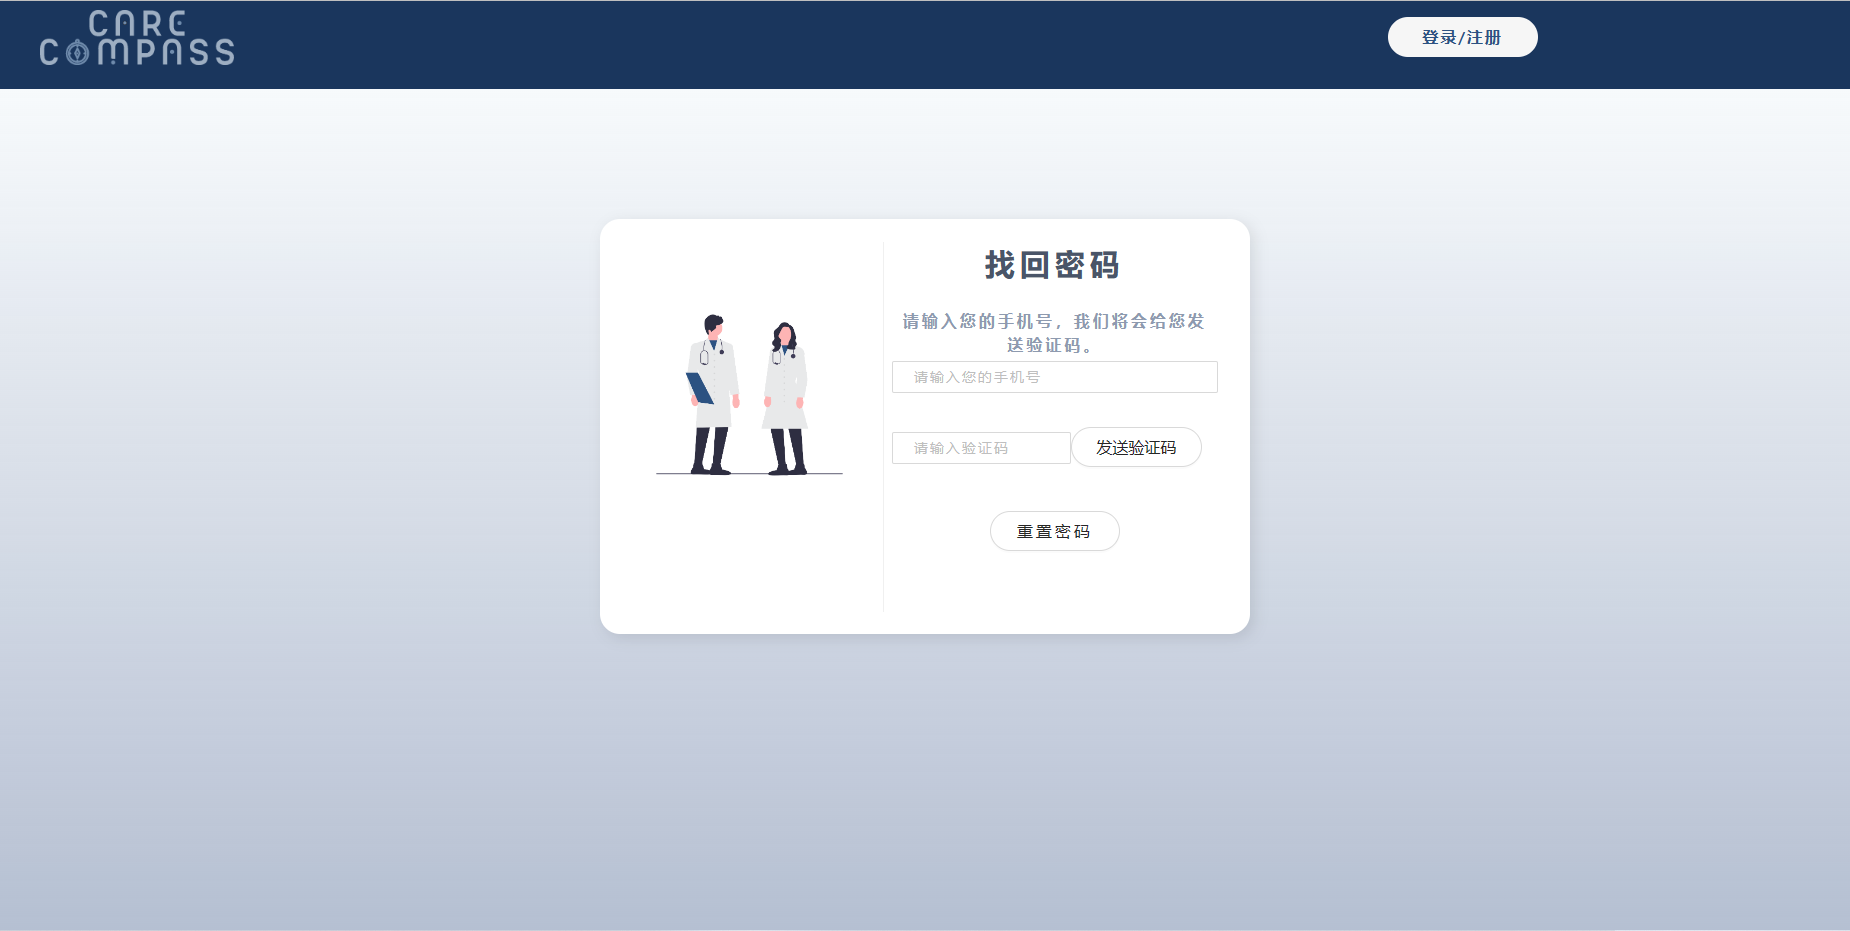 CARE
COMPASS
登录/注册
找回密码
请输入您的手机号，我们将会给您发
送验证码。
请输入您的手机号
请输入验证码
发送验证码
重置密码